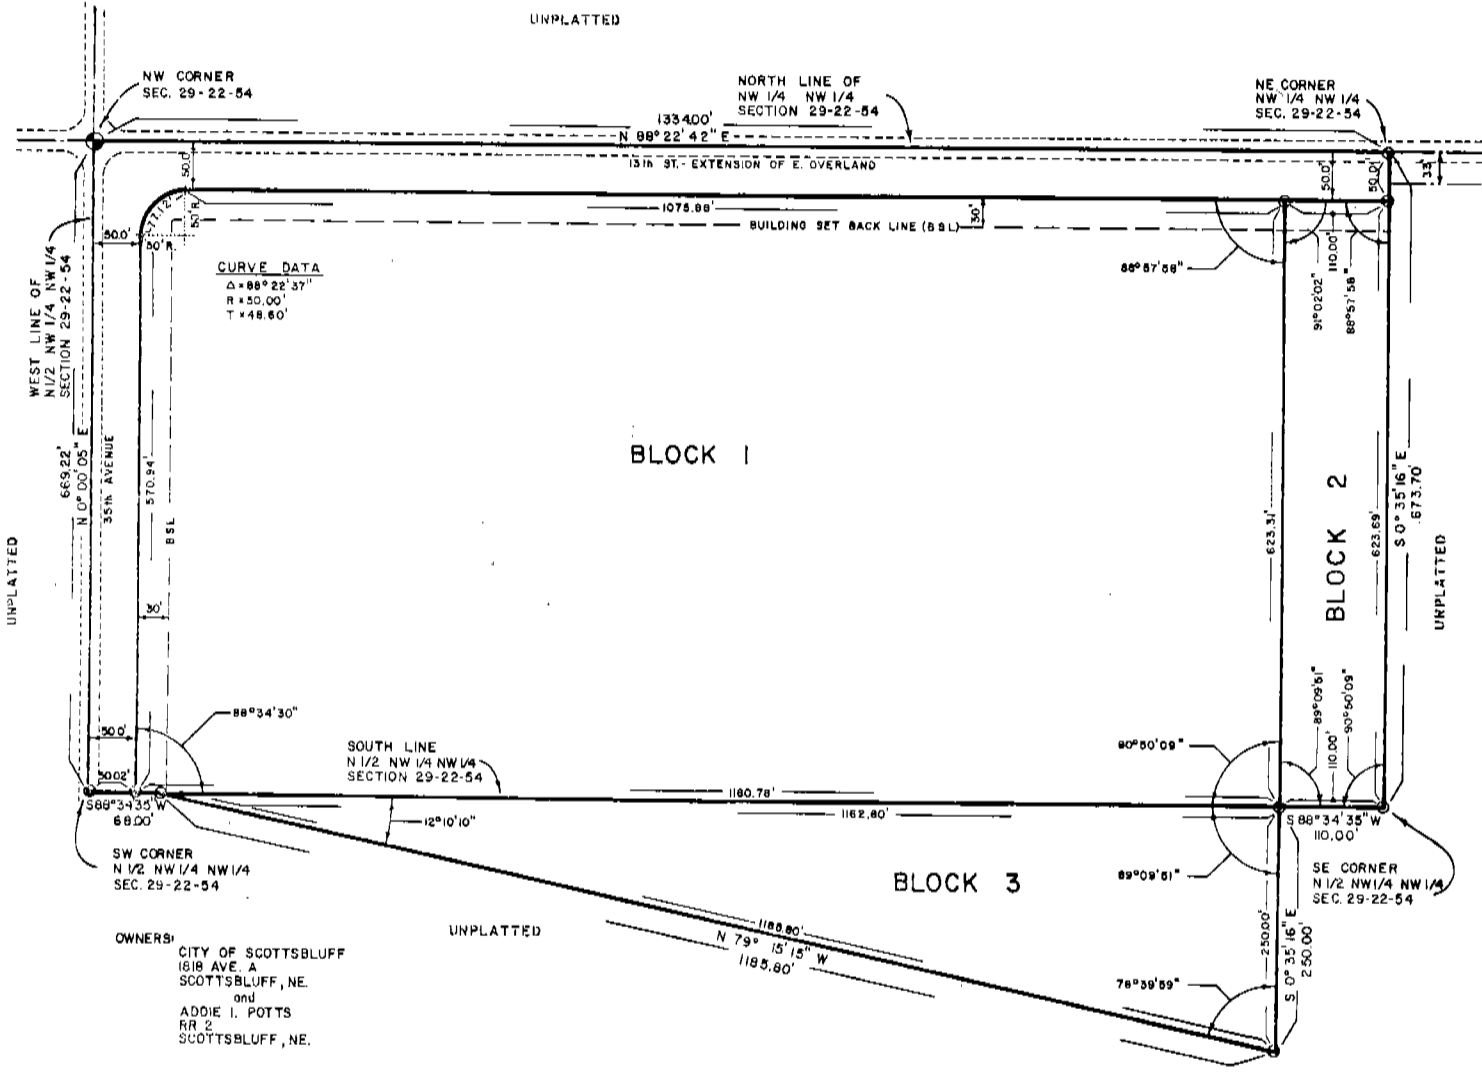 UNPLATTED
NW CORNER
SEC. 29-22-54
NORTH LINE OF
NW 1/4 NW 1/4
SECTION 29-22-54
NE CORNER
NW 1/4 NW 1/4
SEC. 29-22-54
1334.00'
N 88° 22' 42" E
13th ST.- EXTENSION OF E. OVERLAND
50.0'
50.0'
50.0'
33'
77.12'
50' R.
50' R.
50.0'
1075.88'
30'
BUILDING SET BACK LINE (BSL)
CURVE DATA
Δ = 88° 22' 37"
R = 50.00'
T = 48.60'
88°57'58"
91°02'02"
110.00'
88°57'58"
WEST LINE OF
N 1/2 NW 1/4 NW 1/4
SECTION 29-22-54
669.22'
N 0° 00' 05" E
35th AVENUE
570.94'
BSL
30'
BLOCK 1
623.31'
BLOCK 2
623.69'
S 0° 35' 16" E
673.70'
UNPLATTED
UNPLATTED
88°34'30"
50.0'
50.02'
S 88° 34' 35" W
68.00'
SOUTH LINE
N 1/2 NW 1/4 NW 1/4
SECTION 29-22-54
90°50'09"
89°09'51"
110.00'
90°50'09"
1180.78'
1162.80'
12°10'10"
S 88° 34' 35" W
110.00'
SW CORNER
N 1/2 NW 1/4 NW 1/4
SEC. 29-22-54
BLOCK 3
89°09'51"
SE CORNER
N 1/2 NW 1/4 NW 1/4
SEC. 29-22-54
250.00'
S 0° 35' 16" E
250.00'
UNPLATTED
1185.80'
N 79° 15' 15" W
1185.80'
78°39'59"
OWNERS:
CITY OF SCOTTSBLUFF
1818 AVE. A
SCOTTSBLUFF, NE.
and
ADDIE I. POTTS
RR 2
SCOTTSBLUFF, NE.